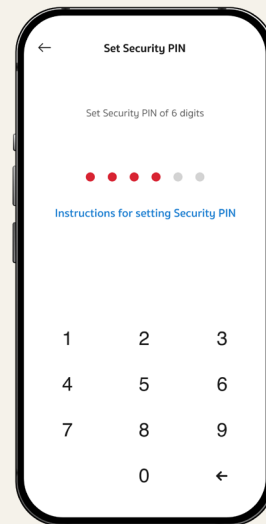 Set Security PIN
Set Security PIN of 6 digits
Instructions for setting Security PIN
1 2 3
4 5 6
7 8 9
0